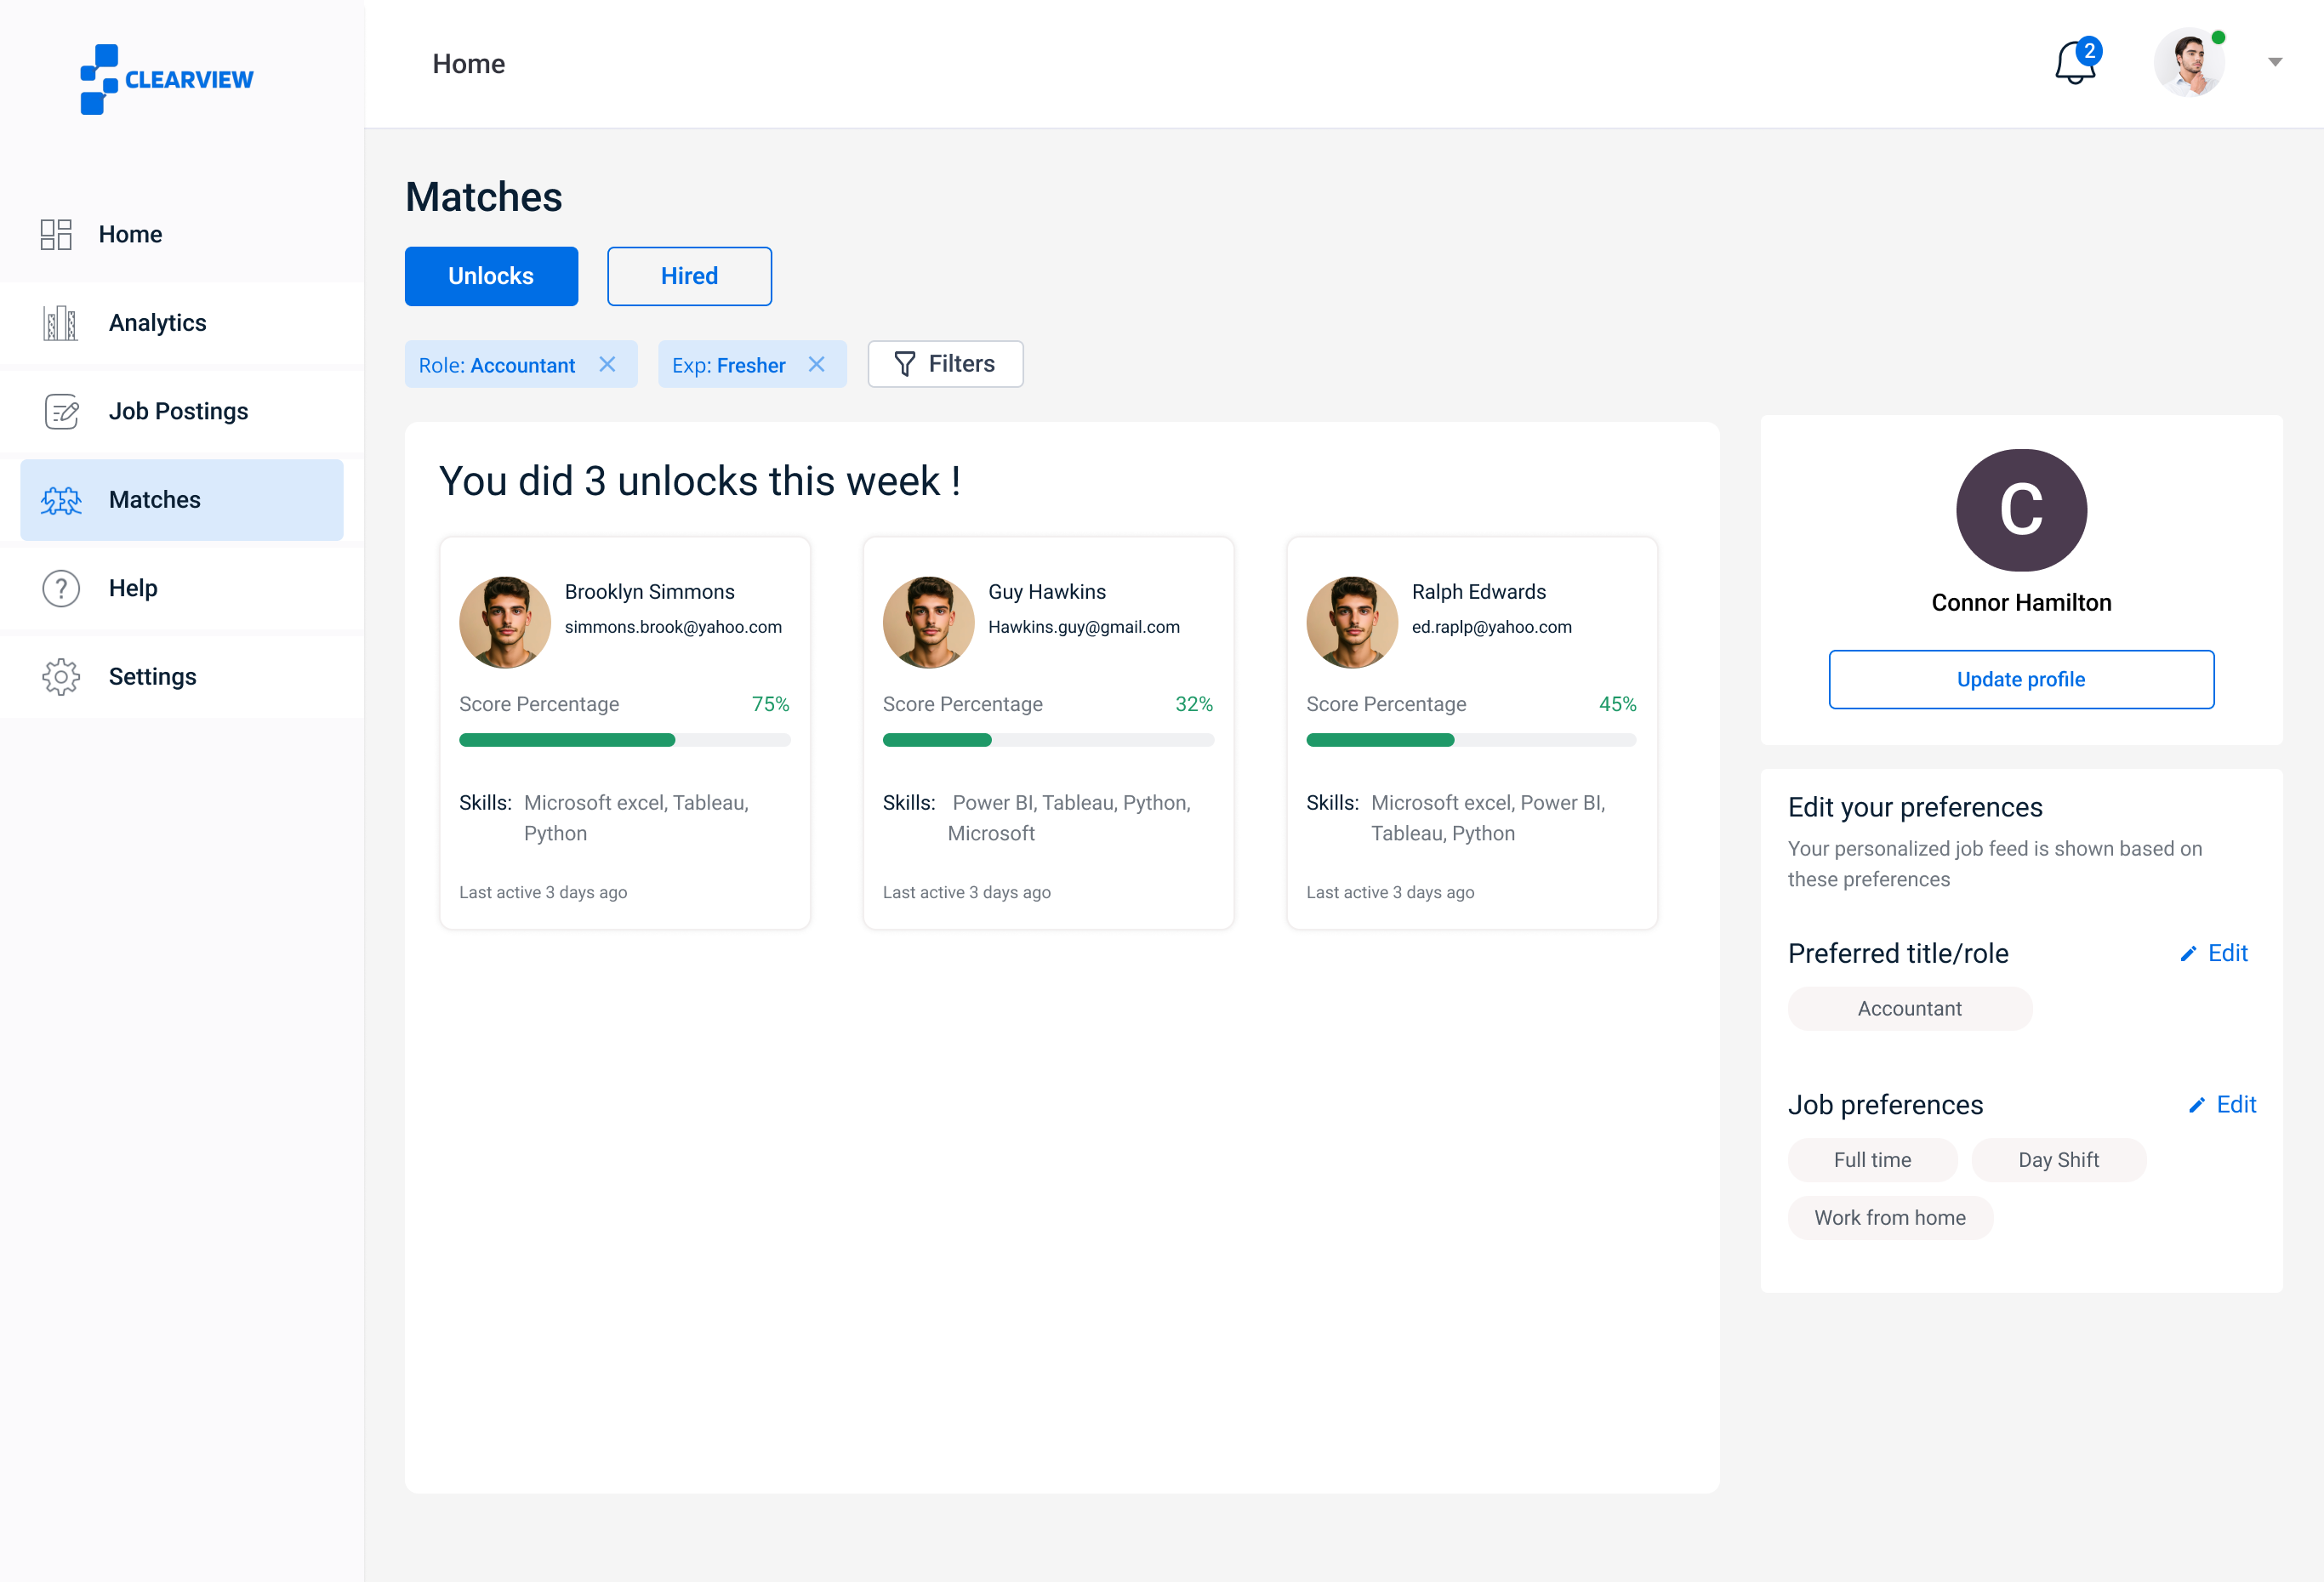 CLEARVIEW
Home
2
Home
Analytics
Job Postings
Matches
Help
Settings
Matches
Unlocks
Hired
Role: Accountant
Exp: Fresher
Filters
You did 3 unlocks this week !
Brooklyn Simmons
simmons.brook@yahoo.com
Score Percentage 75%
Skills: Microsoft excel, Tableau,
Python
Last active 3 days ago
Guy Hawkins
Hawkins.guy@gmail.com
Score Percentage 32%
Skills: Power BI, Tableau, Python,
Microsoft
Last active 3 days ago
Ralph Edwards
ed.raplp@yahoo.com
Score Percentage 45%
Skills: Microsoft excel, Power BI,
Tableau, Python
Last active 3 days ago
C
Connor Hamilton
Update profile
Edit your preferences
Your personalized job feed is shown based on
these preferences
Preferred title/role
Edit
Accountant
Job preferences
Edit
Full time
Day Shift
Work from home